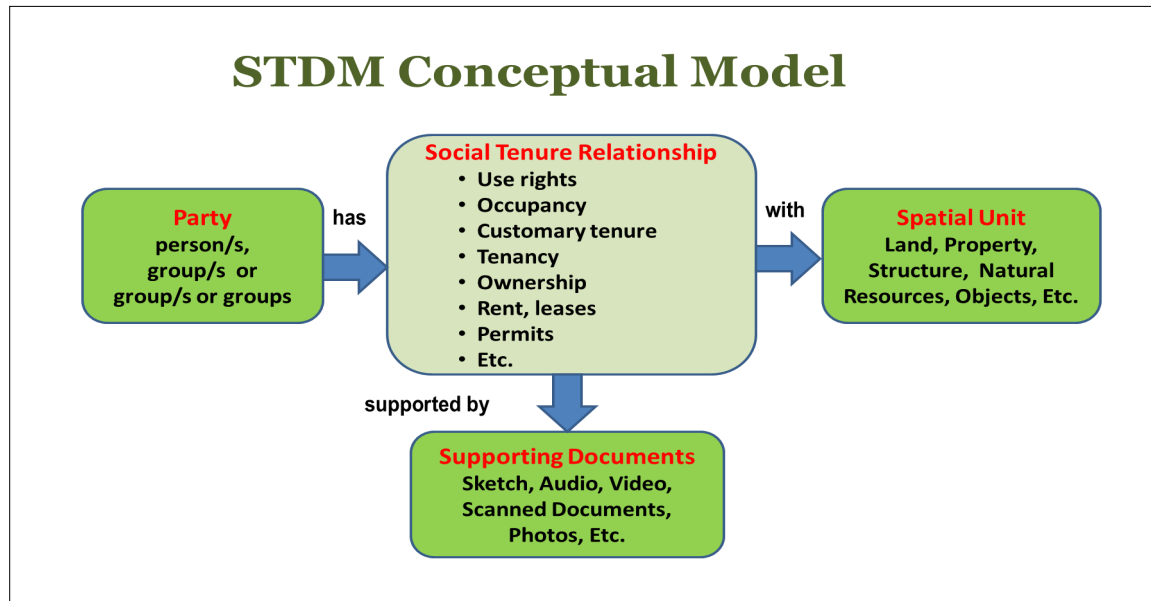 STDM Conceptual Model
Party
person/s,
group/s or
group/s or groups
has
Social Tenure Relationship
• Use rights
• Occupancy
• Customary tenure
• Tenancy
• Ownership
• Rent, leases
• Permits
• Etc.
with
Spatial Unit
Land, Property,
Structure, Natural
Resources, Objects, Etc.
supported by
Supporting Documents
Sketch, Audio, Video,
Scanned Documents,
Photos, Etc.